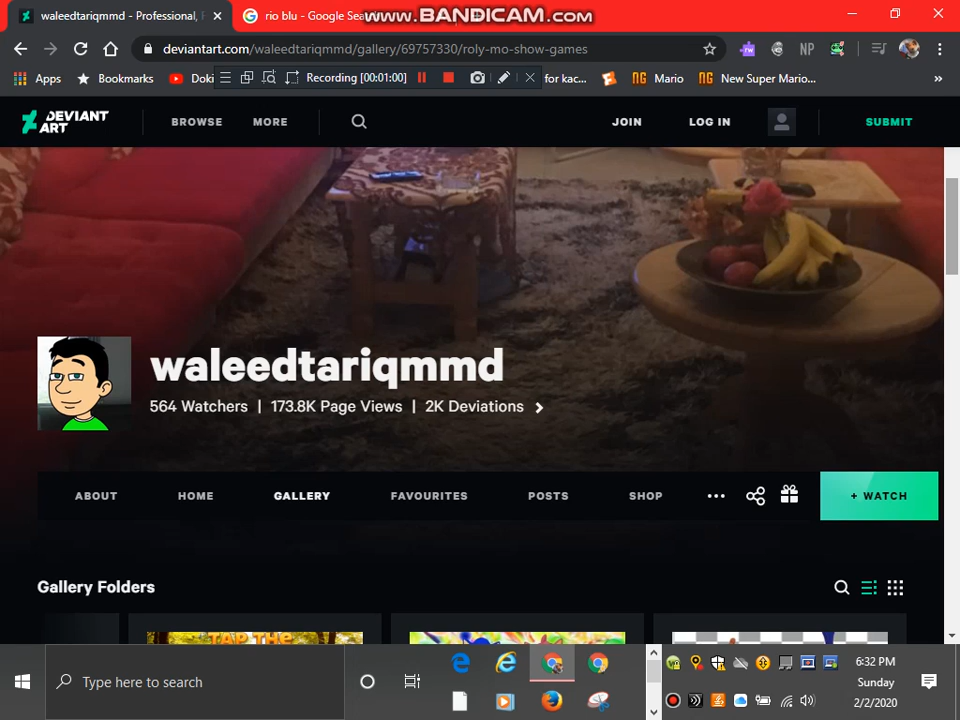 waleedtariqmmd - Professional,
rio blu - Google Sea
www.BANDICAM.com
deviantart.com/waleedtariqmmd/gallery/69757330/roly-mo-show-games
Apps
Bookmarks
Doki
Recording [00:01:00]
for kac...
Mario
New Super Mario...
DEVIANT ART
BROWSE
MORE
JOIN
LOG IN
SUBMIT
waleedtariqmmd
564 Watchers | 173.8K Page Views | 2K Deviations
ABOUT
HOME
GALLERY
FAVOURITES
POSTS
SHOP
+ WATCH
Gallery Folders
TAP THE
Type here to search
6:32 PM
Sunday
2/2/2020